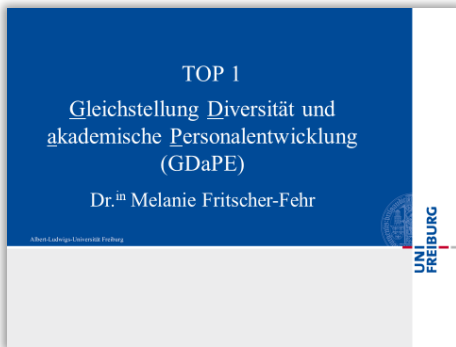 TOP 1
Gleichstellung Diversität und
akademische Personalentwicklung
(GDaPE)
Dr.in Melanie Fritscher-Fehr
Albert-Ludwigs-Universität Freiburg
UNI
FREIBURG